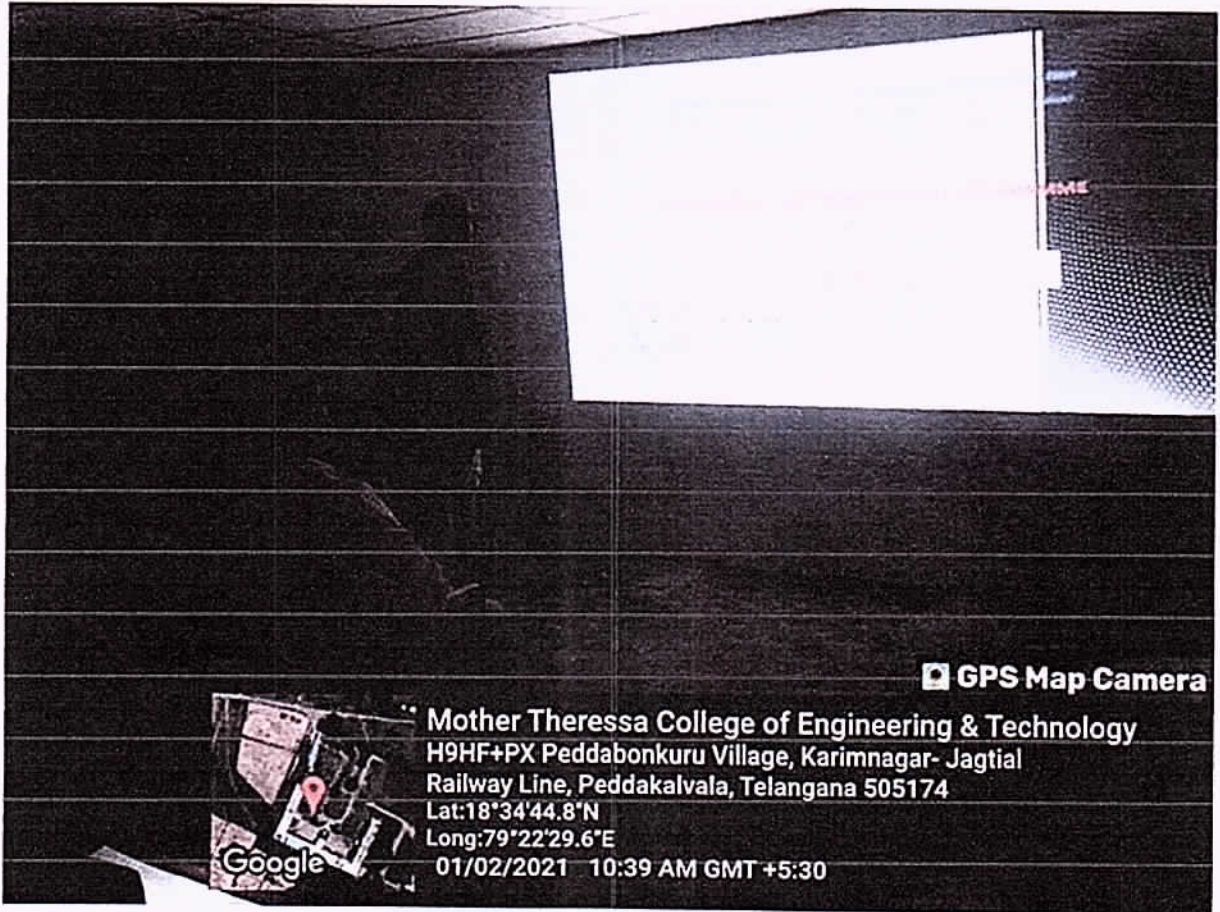 GPS Map Camera
Mother Theressa College of Engineering & Technology
H9HF+PX Peddabonkuru Village, Karimnagar- Jagtial
Railway Line, Peddakalvala, Telangana 505174
Lat:18°34'44.8"N
Long:79°22'29.6"E
01/02/2021 10:39 AM GMT +5:30
Google